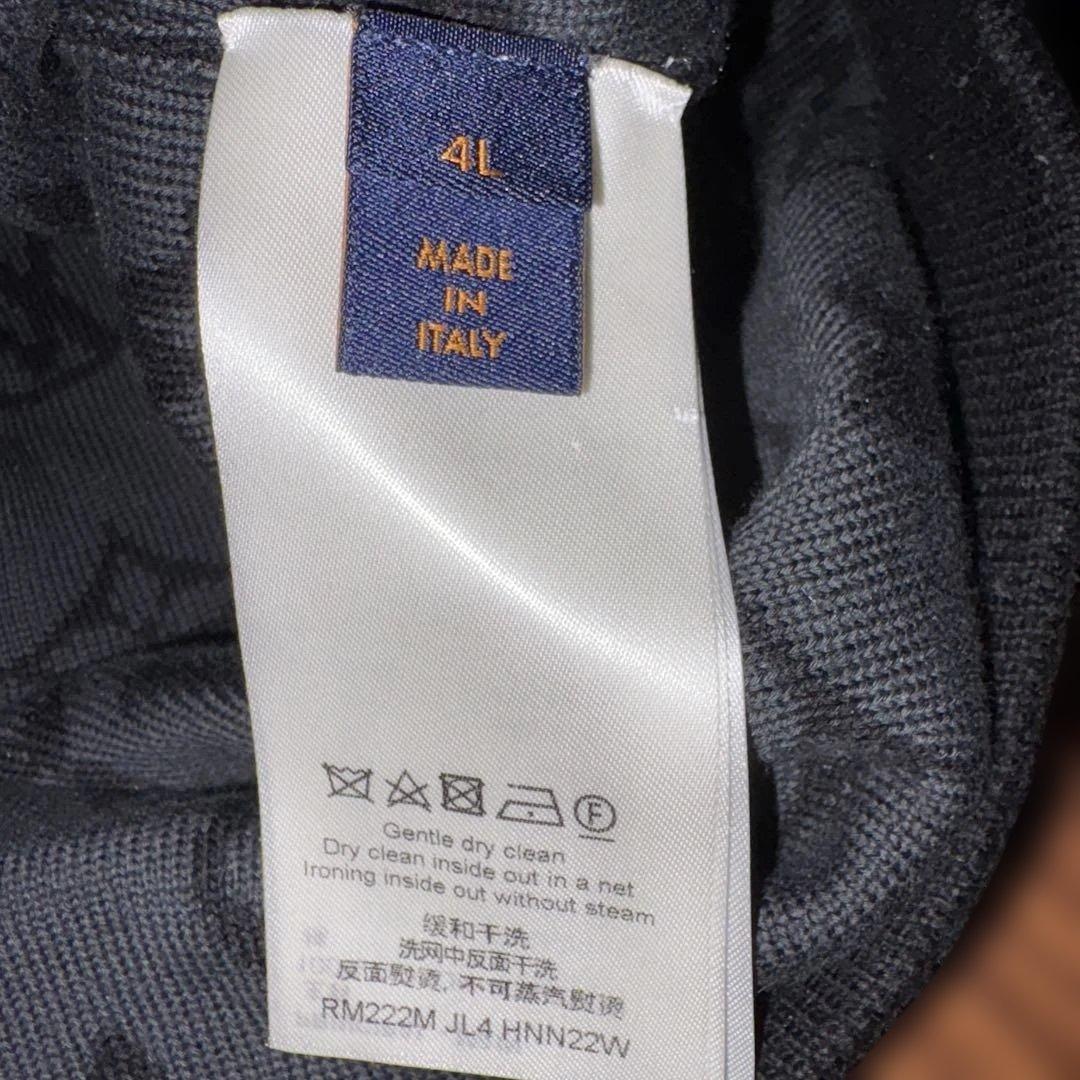 4L
MADE
IN
ITALY
F
Gentle dry clean
Dry clean inside out in a net
Ironing inside out without steam
缓和干洗
洗网中反面干洗
反面熨烫, 不可蒸汽熨烫
RM222M JL4 HNN22W